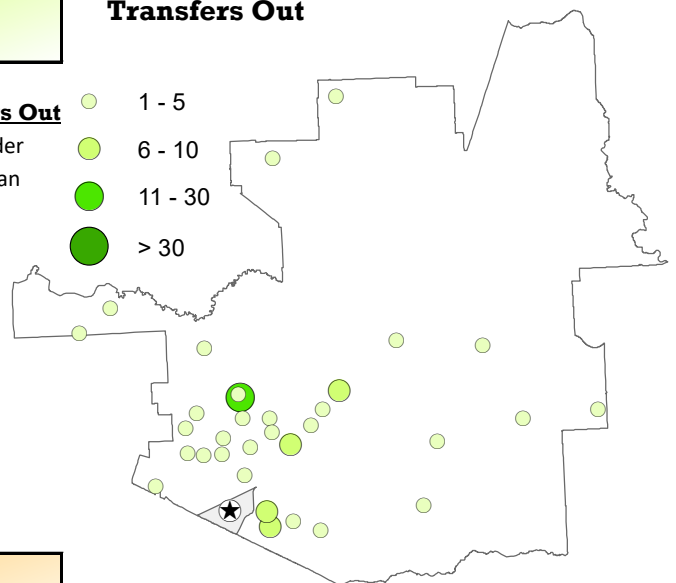 Transfers Out
s Out
der
an
1 - 5
6 - 10
11 - 30
> 30